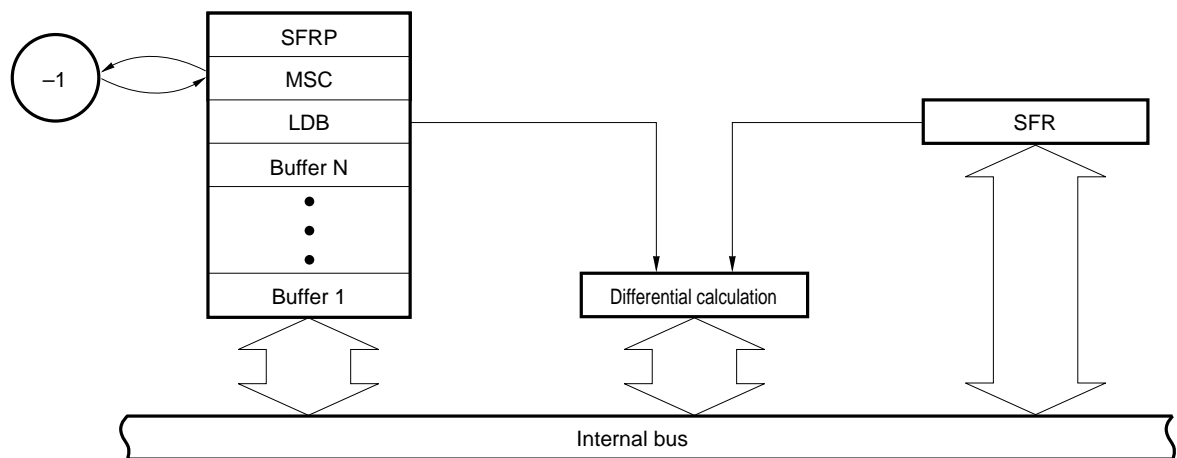 SFRP
–1
MSC
LDB
SFR
Buffer N
Buffer 1
Differential calculation
Internal bus